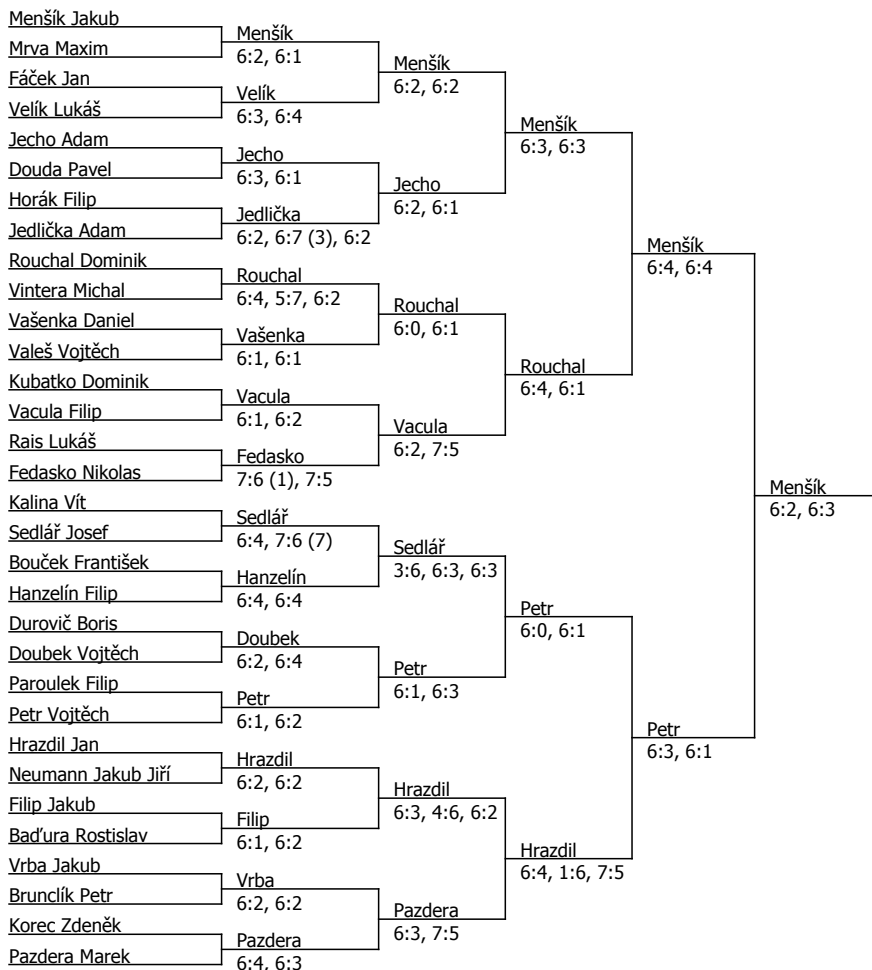 Menšík Jakub
Mrva Maxim
Fáček Jan
Velík Lukáš
Jecho Adam
Douda Pavel
Horák Filip
Jedlička Adam
Rouchal Dominik
Vintera Michal
Vašenka Daniel
Valeš Vojtěch
Kubatko Dominik
Vacula Filip
Rais Lukáš
Fedasko Nikolas
Kalina Vít
Sedlář Josef
Bouček František
Hanzelín Filip
Durovič Boris
Doubek Vojtěch
Paroulek Filip
Petr Vojtěch
Hrazdil Jan
Neumann Jakub Jiří
Filip Jakub
Baďura Rostislav
Vrba Jakub
Brunclík Petr
Korec Zdeněk
Pazdera Marek
Menšík
6:2, 6:1
Velík
6:3, 6:4
Jecho
6:3, 6:1
Jedlička
6:2, 6:7 (3), 6:2
Rouchal
6:4, 5:7, 6:2
Vašenka
6:1, 6:1
Vacula
6:1, 6:2
Fedasko
7:6 (1), 7:5
Sedlář
6:4, 7:6 (7)
Hanzelín
6:4, 6:4
Doubek
6:2, 6:4
Petr
6:1, 6:2
Hrazdil
6:2, 6:2
Filip
6:1, 6:2
Vrba
6:2, 6:2
Pazdera
6:4, 6:3
Menšík
6:2, 6:2
Jecho
6:2, 6:1
Rouchal
6:0, 6:1
Vacula
6:2, 7:5
Sedlář
3:6, 6:3, 6:3
Petr
6:1, 6:3
Hrazdil
6:3, 4:6, 6:2
Pazdera
6:3, 7:5
Menšík
6:3, 6:3
Rouchal
6:4, 6:1
Petr
6:0, 6:1
Hrazdil
6:4, 1:6, 7:5
Menšík
6:4, 6:4
Petr
6:3, 6:1
Menšík
6:2, 6:3